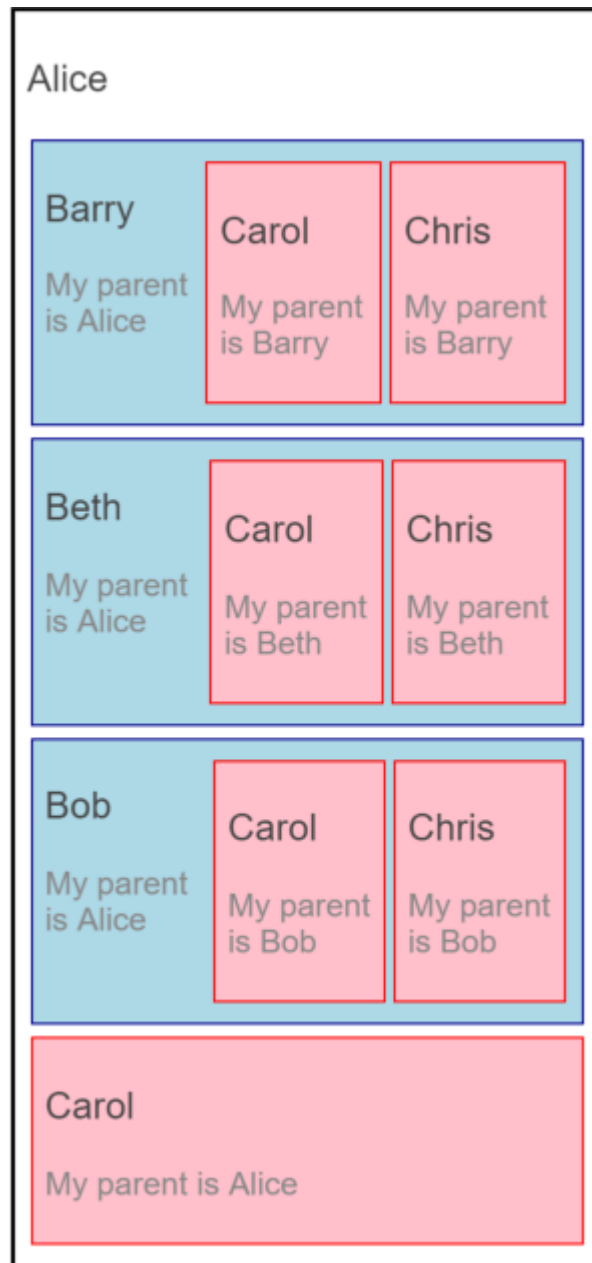 Alice
Barry
My parent
is Alice
Carol
My parent
is Barry
Chris
My parent
is Barry
Beth
My parent
is Alice
Carol
My parent
is Beth
Chris
My parent
is Beth
Bob
My parent
is Alice
Carol
My parent
is Bob
Chris
My parent
is Bob
Carol
My parent is Alice